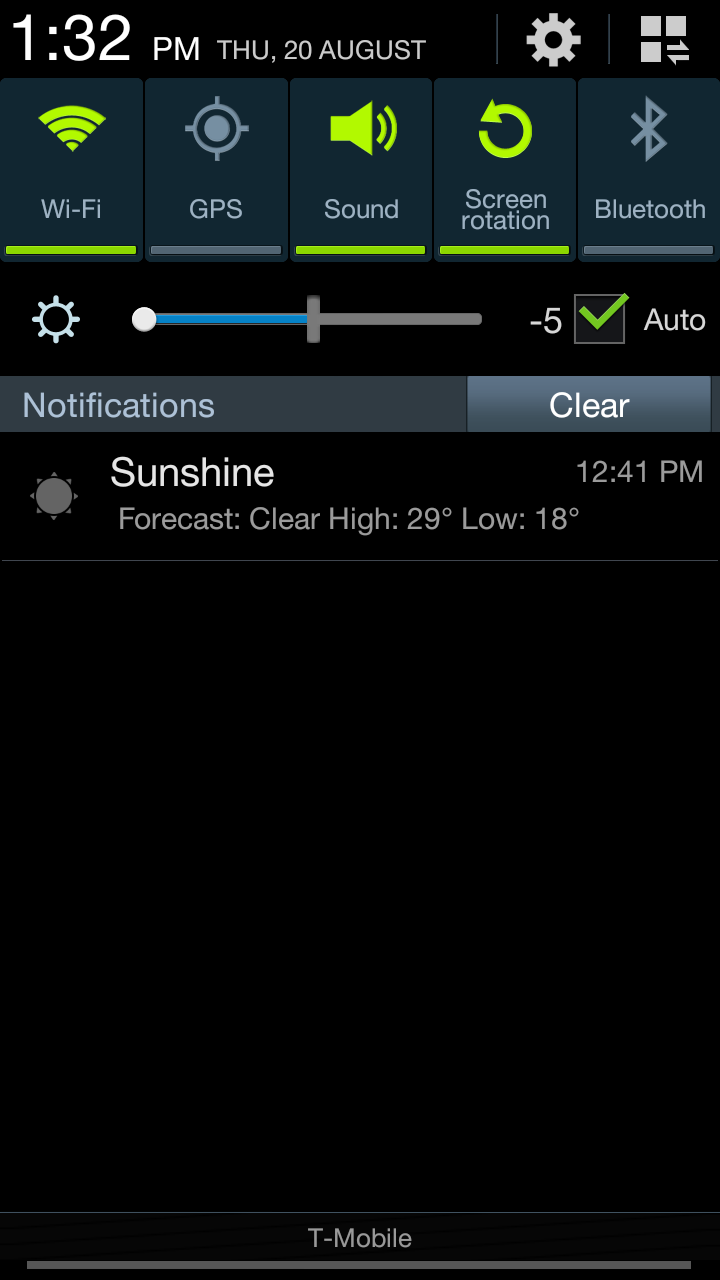 1:32 PM THU, 20 AUGUST
Wi-Fi
GPS
Sound
Screen
rotation
Bluetooth
-5
Auto
Notifications
Clear
Sunshine
12:41 PM
Forecast: Clear High: 29° Low: 18°
T-Mobile